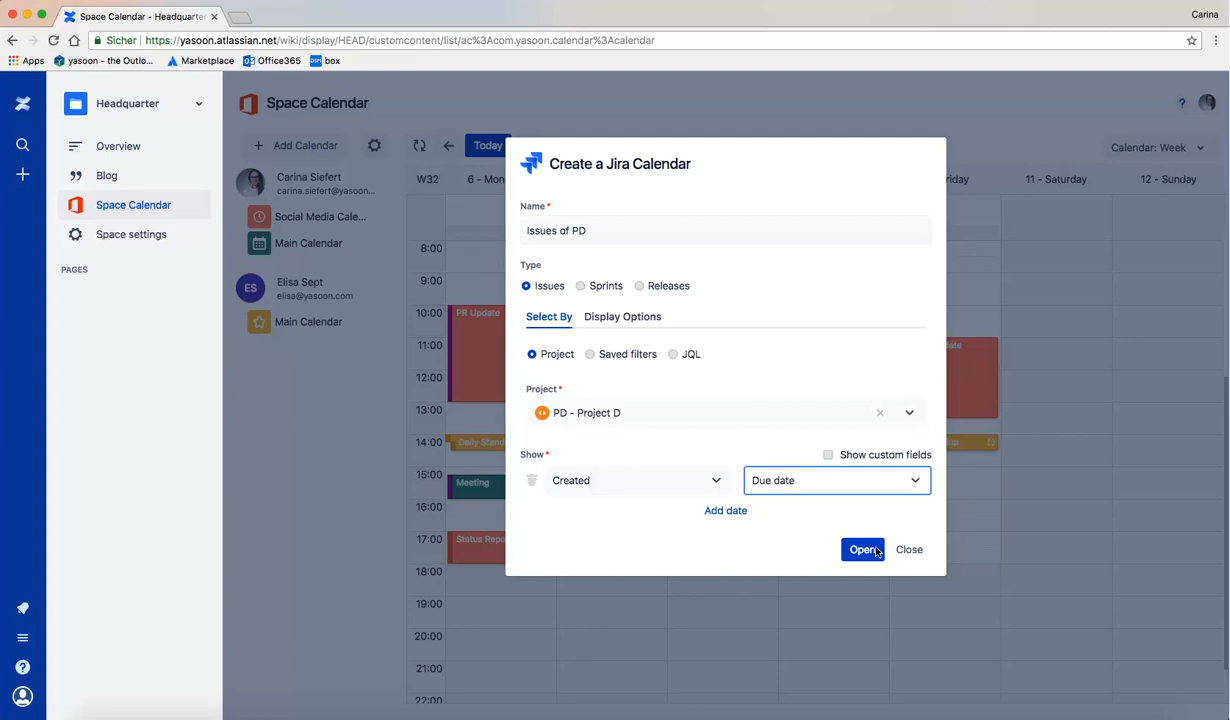 Space Calendar - Headquarter
Carina
Sicher https://yasoon.atlassian.net/wiki/display/HEAD/customcontent/list/ac%3Acom.yasoon.calendar%3Acalendar
Apps yasoon - the Outlo... Marketplace Office365 box
Headquarter
Overview
Blog
Space Calendar
Space settings
PAGES
Space Calendar
Add Calendar
Today
Calendar: Week
Carina Siefert
carina.siefert@yasoon...
Social Media Cale...
Main Calendar
ES
Elisa Sept
elisa@yasoon.com
Main Calendar
W32 6 - Mon
11 - Saturday 12 - Sunday
8:00
9:00
10:00 PR Update
11:00
12:00
13:00
14:00 Daily Stand
15:00 Meeting
16:00
17:00 Status Repo
18:00
19:00
20:00
21:00
22:00
Create a Jira Calendar
Name*
Issues of PD
Type
Issues Sprints Releases
Select By Display Options
Project Saved filters JQL
Project*
PD - Project D
Show* Show custom fields
Created Due date
Add date
Open Close